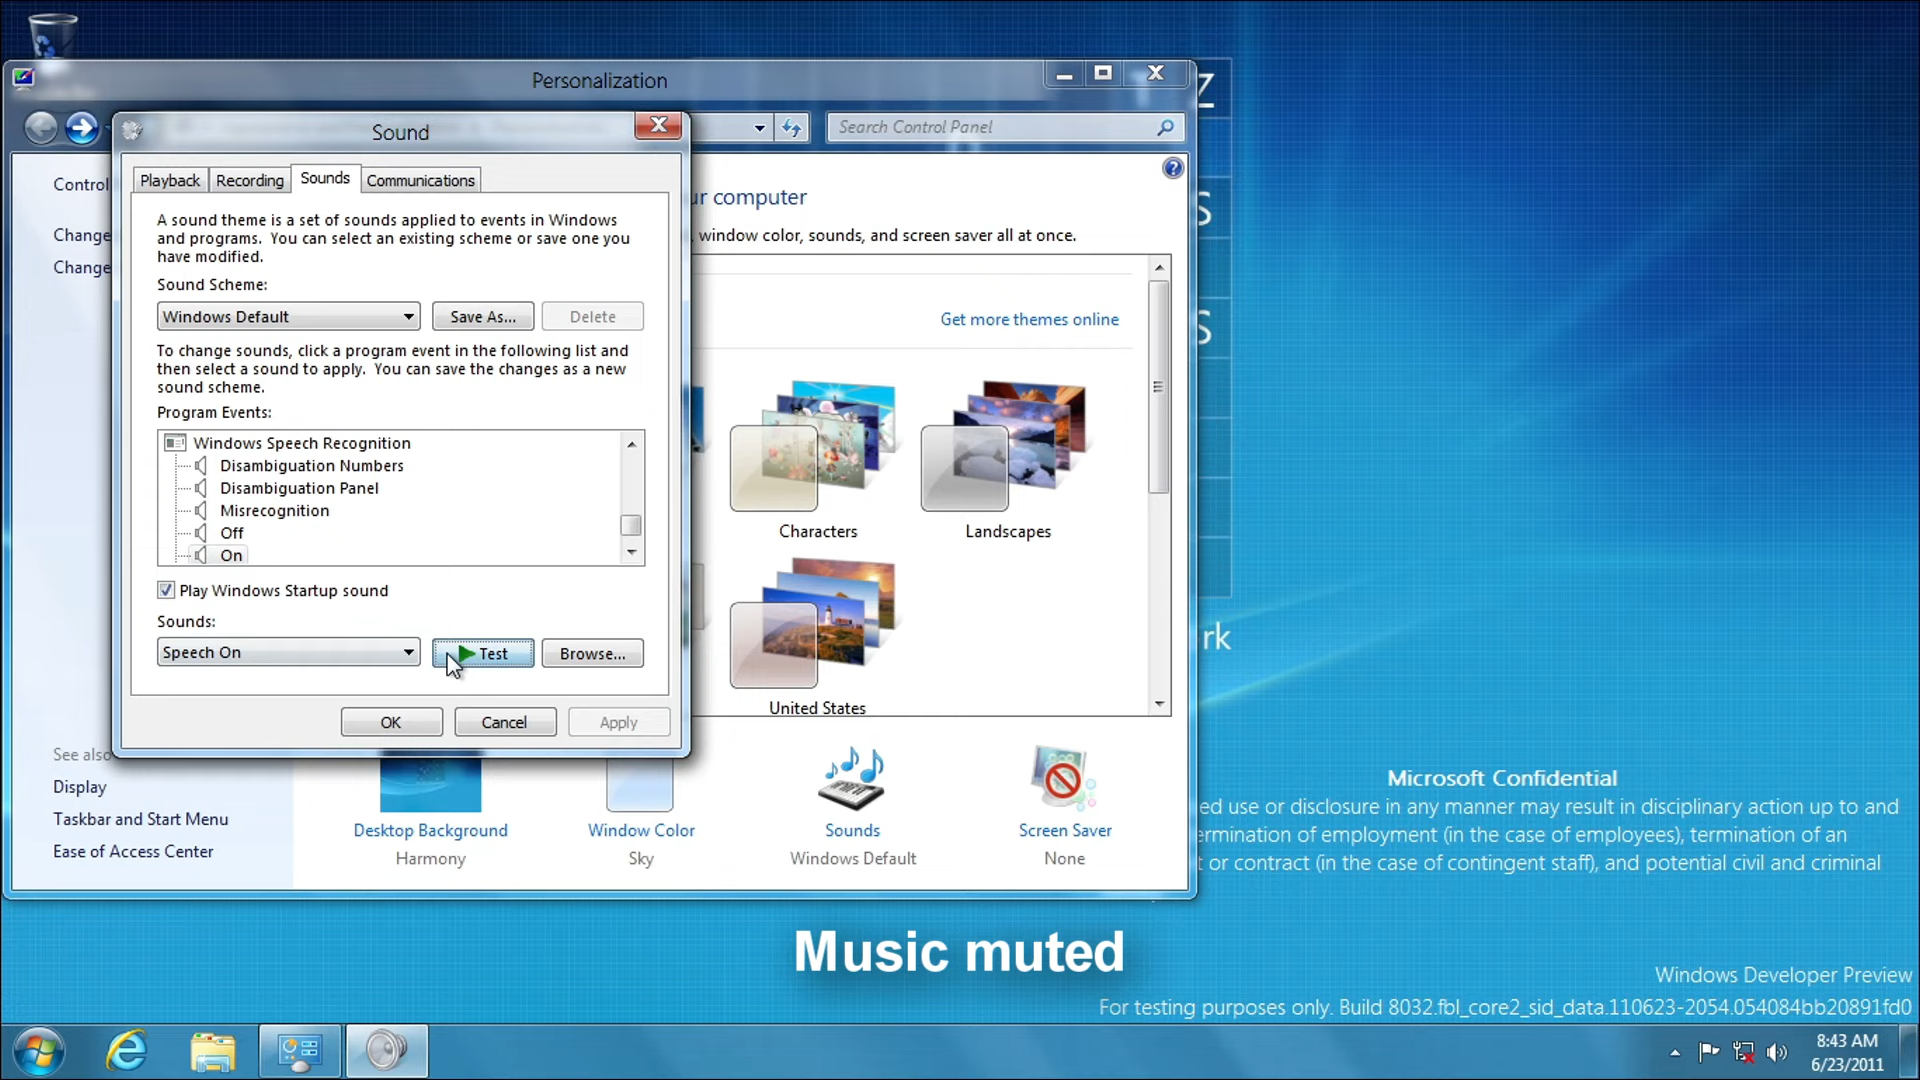 Personalization
Search Control Panel
Sound
Playback
Recording
Sounds
Communications
Control
Change
Change
ur computer
window color, sounds, and screen saver all at once.
A sound theme is a set of sounds applied to events in Windows
and programs. You can select an existing scheme or save one you
have modified.
Sound Scheme:
Windows Default
Save As...
Delete
Get more themes online
To change sounds, click a program event in the following list and
then select a sound to apply. You can save the changes as a new
sound scheme.
Program Events:
Windows Speech Recognition
Disambiguation Numbers
Disambiguation Panel
Misrecognition
Off
On
Characters
Landscapes
Play Windows Startup sound
Sounds:
Speech On
Test
Browse...
rk
United States
OK
Cancel
Apply
See also
Display
Taskbar and Start Menu
Ease of Access Center
Desktop Background
Harmony
Window Color
Sky
Sounds
Windows Default
Screen Saver
None
Microsoft Confidential
ed use or disclosure in any manner may result in disciplinary action up to and
ermination of employment (in the case of employees), termination of an
t or contract (in the case of contingent staff), and potential civil and criminal
Music muted
Windows Developer Preview
For testing purposes only. Build 8032.fbl_core2_sid_data.110623-2054.054084bb20891fd0
8:43 AM
6/23/2011